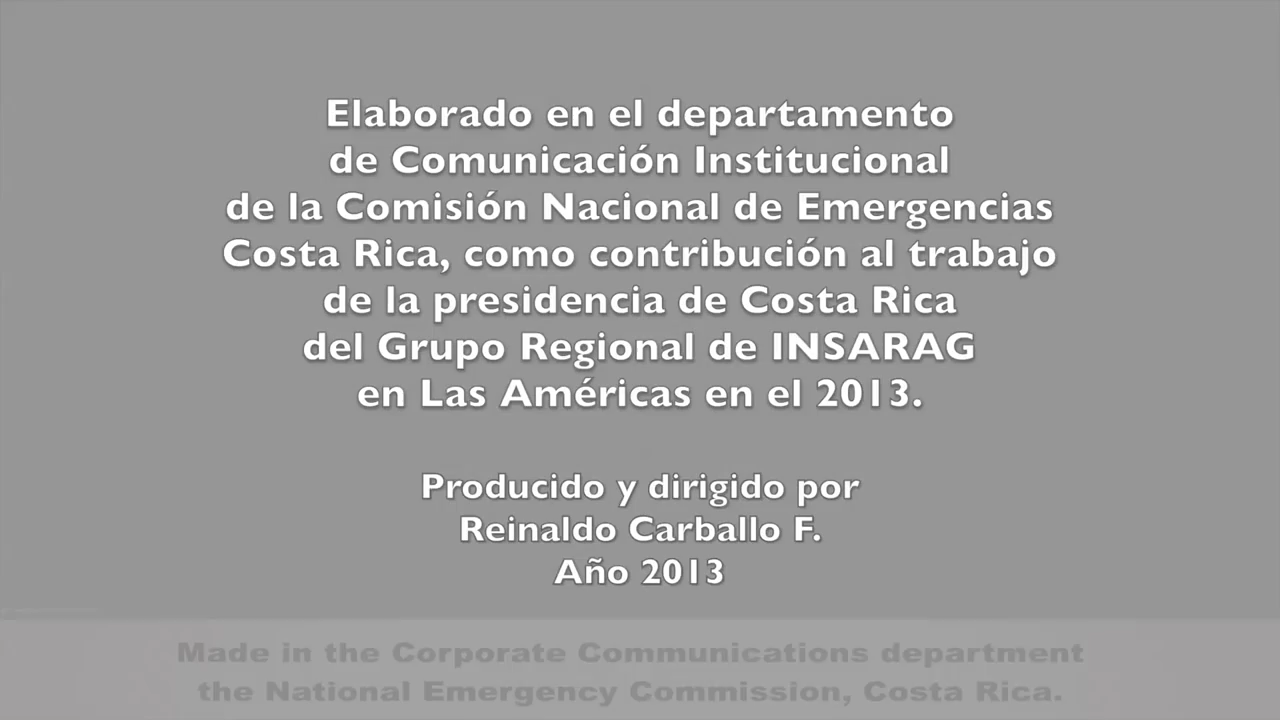 Elaborado en el departamento
de Comunicación Institucional
de la Comisión Nacional de Emergencias
Costa Rica, como contribución al trabajo
de la presidencia de Costa Rica
del Grupo Regional de INSARAG
en Las Américas en el 2013.
Producido y dirigido por
Reinaldo Carballo F.
Año 2013
Made in the Corporate Communications department
the National Emergency Commission, Costa Rica.